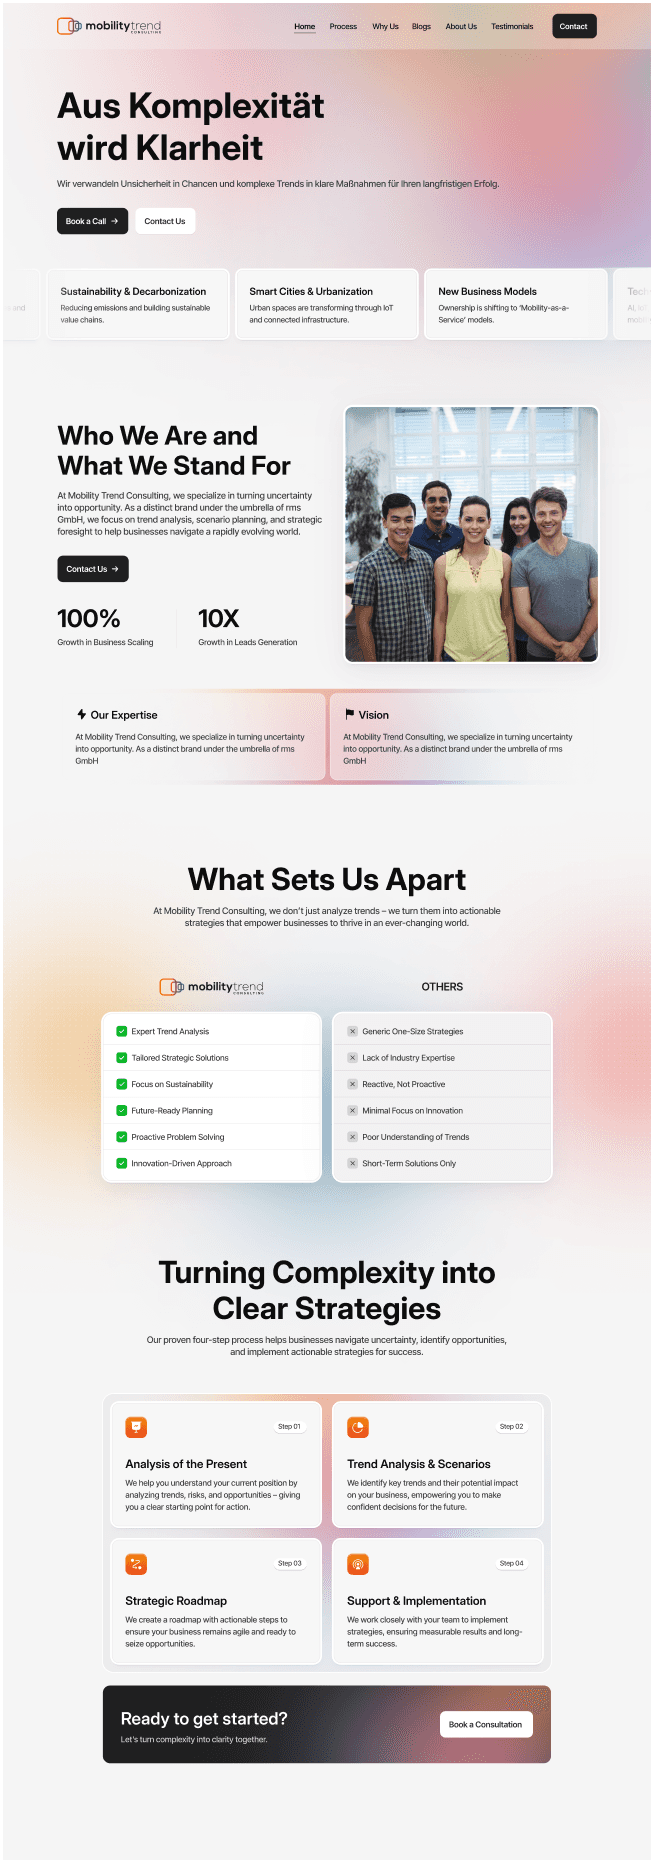 mobilitytrend
CONSULTING
Home Process Why Us Blogs About Us Testimonials Contact
Aus Komplexität
wird Klarheit
Wir verwandeln Unsicherheit in Chancen und komplexe Trends in klare Maßnahmen für Ihren langfristigen Erfolg.
Book a Call → Contact Us
and
Sustainability & Decarbonization
Reducing emissions and building sustainable
value chains.
Smart Cities & Urbanization
Urban spaces are transforming through IoT
and connected infrastructure.
New Business Models
Ownership is shifting to ‘Mobility-as-a-
Service’ models.
Who We Are and
What We Stand For
At Mobility Trend Consulting, we specialize in turning uncertainty
into opportunity. As a distinct brand under the umbrella of rms
GmbH, we focus on trend analysis, scenario planning, and strategic
foresight to help businesses navigate a rapidly evolving world.
Contact Us →
100%
Growth in Business Scaling
10X
Growth in Leads Generation
Our Expertise
At Mobility Trend Consulting, we specialize in turning uncertainty
into opportunity. As a distinct brand under the umbrella of rms
GmbH
Vision
At Mobility Trend Consulting, we specialize in turning uncertainty
into opportunity. As a distinct brand under the umbrella of rms
GmbH
What Sets Us Apart
At Mobility Trend Consulting, we don’t just analyze trends – we turn them into actionable
strategies that empower businesses to thrive in an ever-changing world.
mobilitytrend
CONSULTING
Expert Trend Analysis
Tailored Strategic Solutions
Focus on Sustainability
Future-Ready Planning
Proactive Problem Solving
Innovation-Driven Approach
OTHERS
Generic One-Size Strategies
Lack of Industry Expertise
Reactive, Not Proactive
Minimal Focus on Innovation
Poor Understanding of Trends
Short-Term Solutions Only
Turning Complexity into
Clear Strategies
Our proven four-step process helps businesses navigate uncertainty, identify opportunities,
and implement actionable strategies for success.
Step 01
Analysis of the Present
We help you understand your current position by
analyzing trends, risks, and opportunities – giving
you a clear starting point for action.
Step 02
Trend Analysis & Scenarios
We identify key trends and their potential impact
on your business, empowering you to make
confident decisions for the future.
Step 03
Strategic Roadmap
We create a roadmap with actionable steps to
ensure your business remains agile and ready to
seize opportunities.
Step 04
Support & Implementation
We work closely with your team to implement
strategies, ensuring measurable results and long-
term success.
Ready to get started?
Let’s turn complexity into clarity together.
Book a Consultation